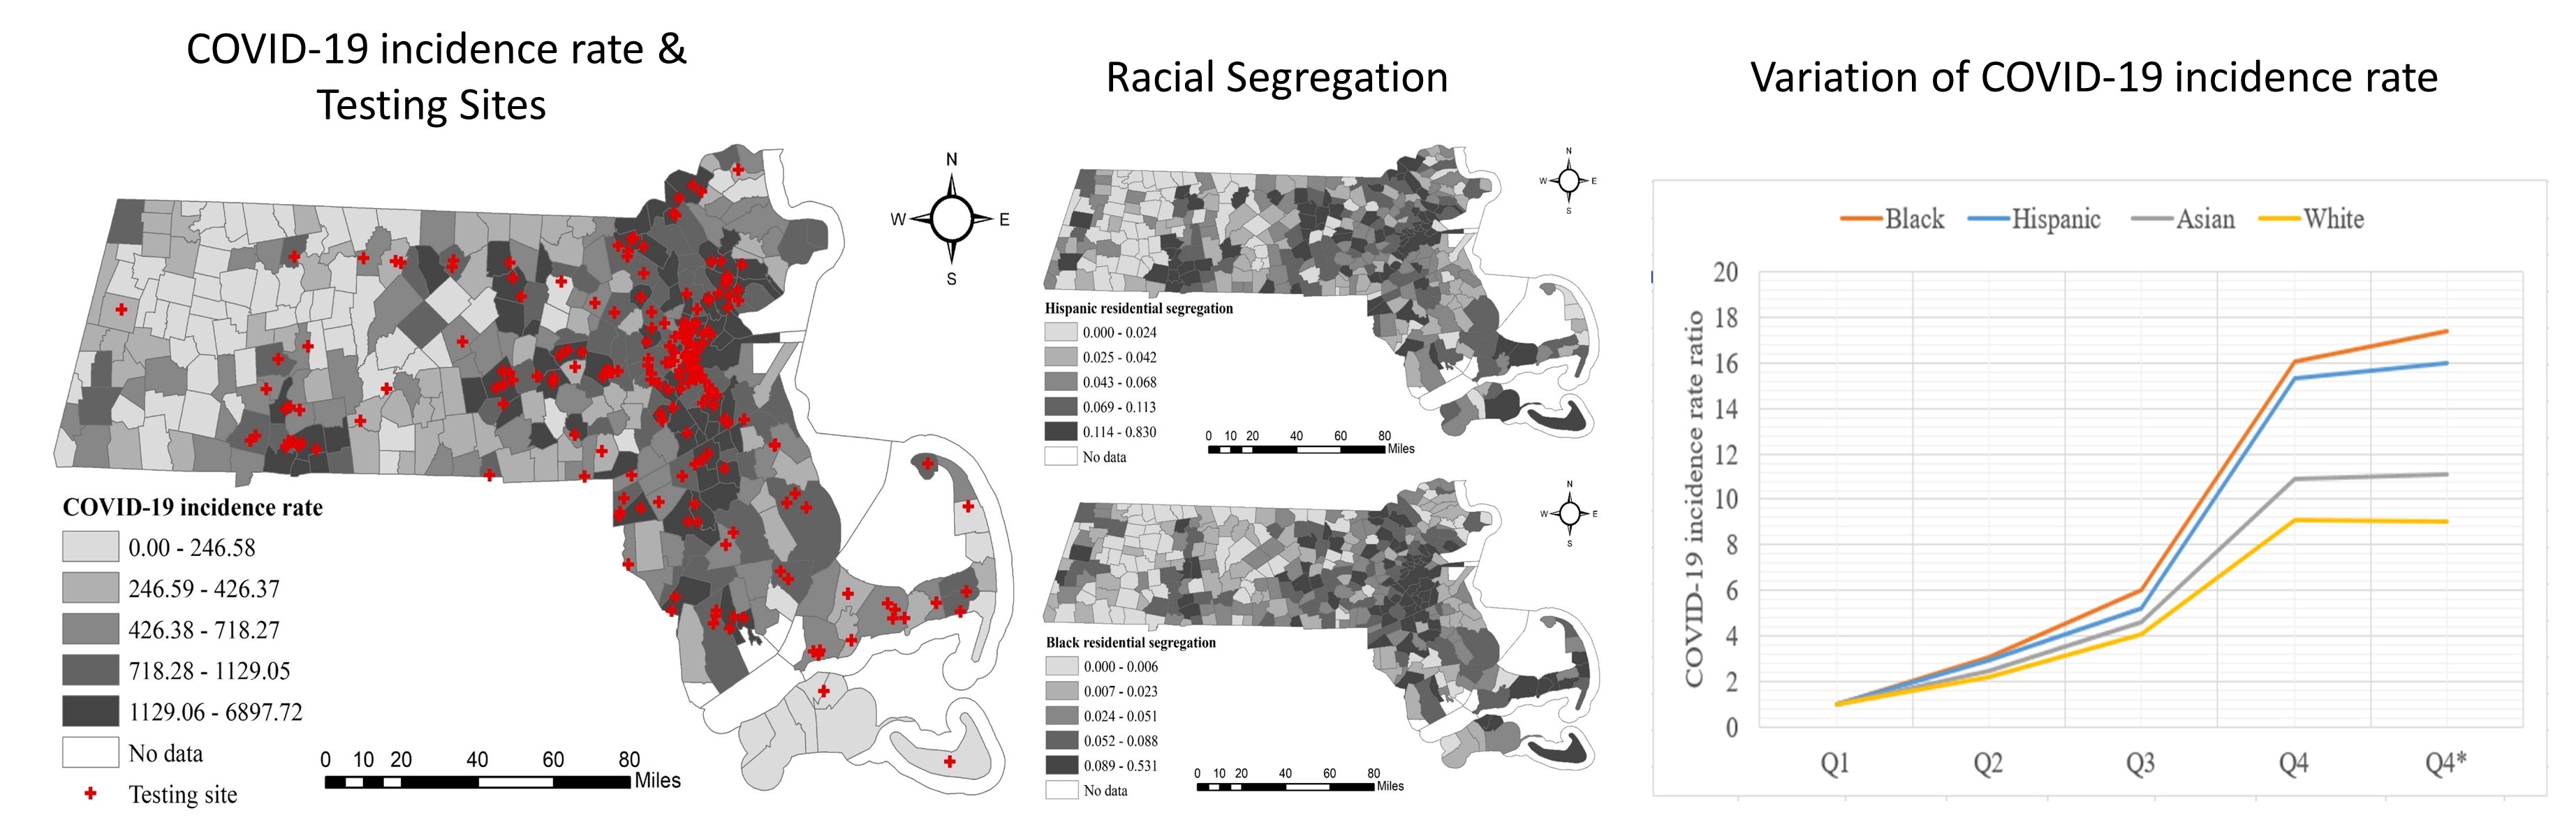 COVID-19 incidence rate &
Testing Sites
N
W
E
S
COVID-19 incidence rate
0.00 - 246.58
246.59 - 426.37
426.38 - 718.27
718.28 - 1129.05
1129.06 - 6897.72
No data
Testing site
0 10 20 40 60 80
Miles
Racial Segregation
N
W
E
S
Hispanic residential segregation
0.000 - 0.024
0.025 - 0.042
0.043 - 0.068
0.069 - 0.113
0.114 - 0.830
No data
0 10 20 40 60 80
Miles
N
W
E
S
Black residential segregation
0.000 - 0.006
0.007 - 0.023
0.024 - 0.051
0.052 - 0.088
0.089 - 0.531
No data
0 10 20 40 60 80
Miles
Variation of COVID-19 incidence rate
Black Hispanic Asian White
COVID-19 incidence rate ratio
20
18
16
14
12
10
8
6
4
2
0
Q1 Q2 Q3 Q4 Q4*